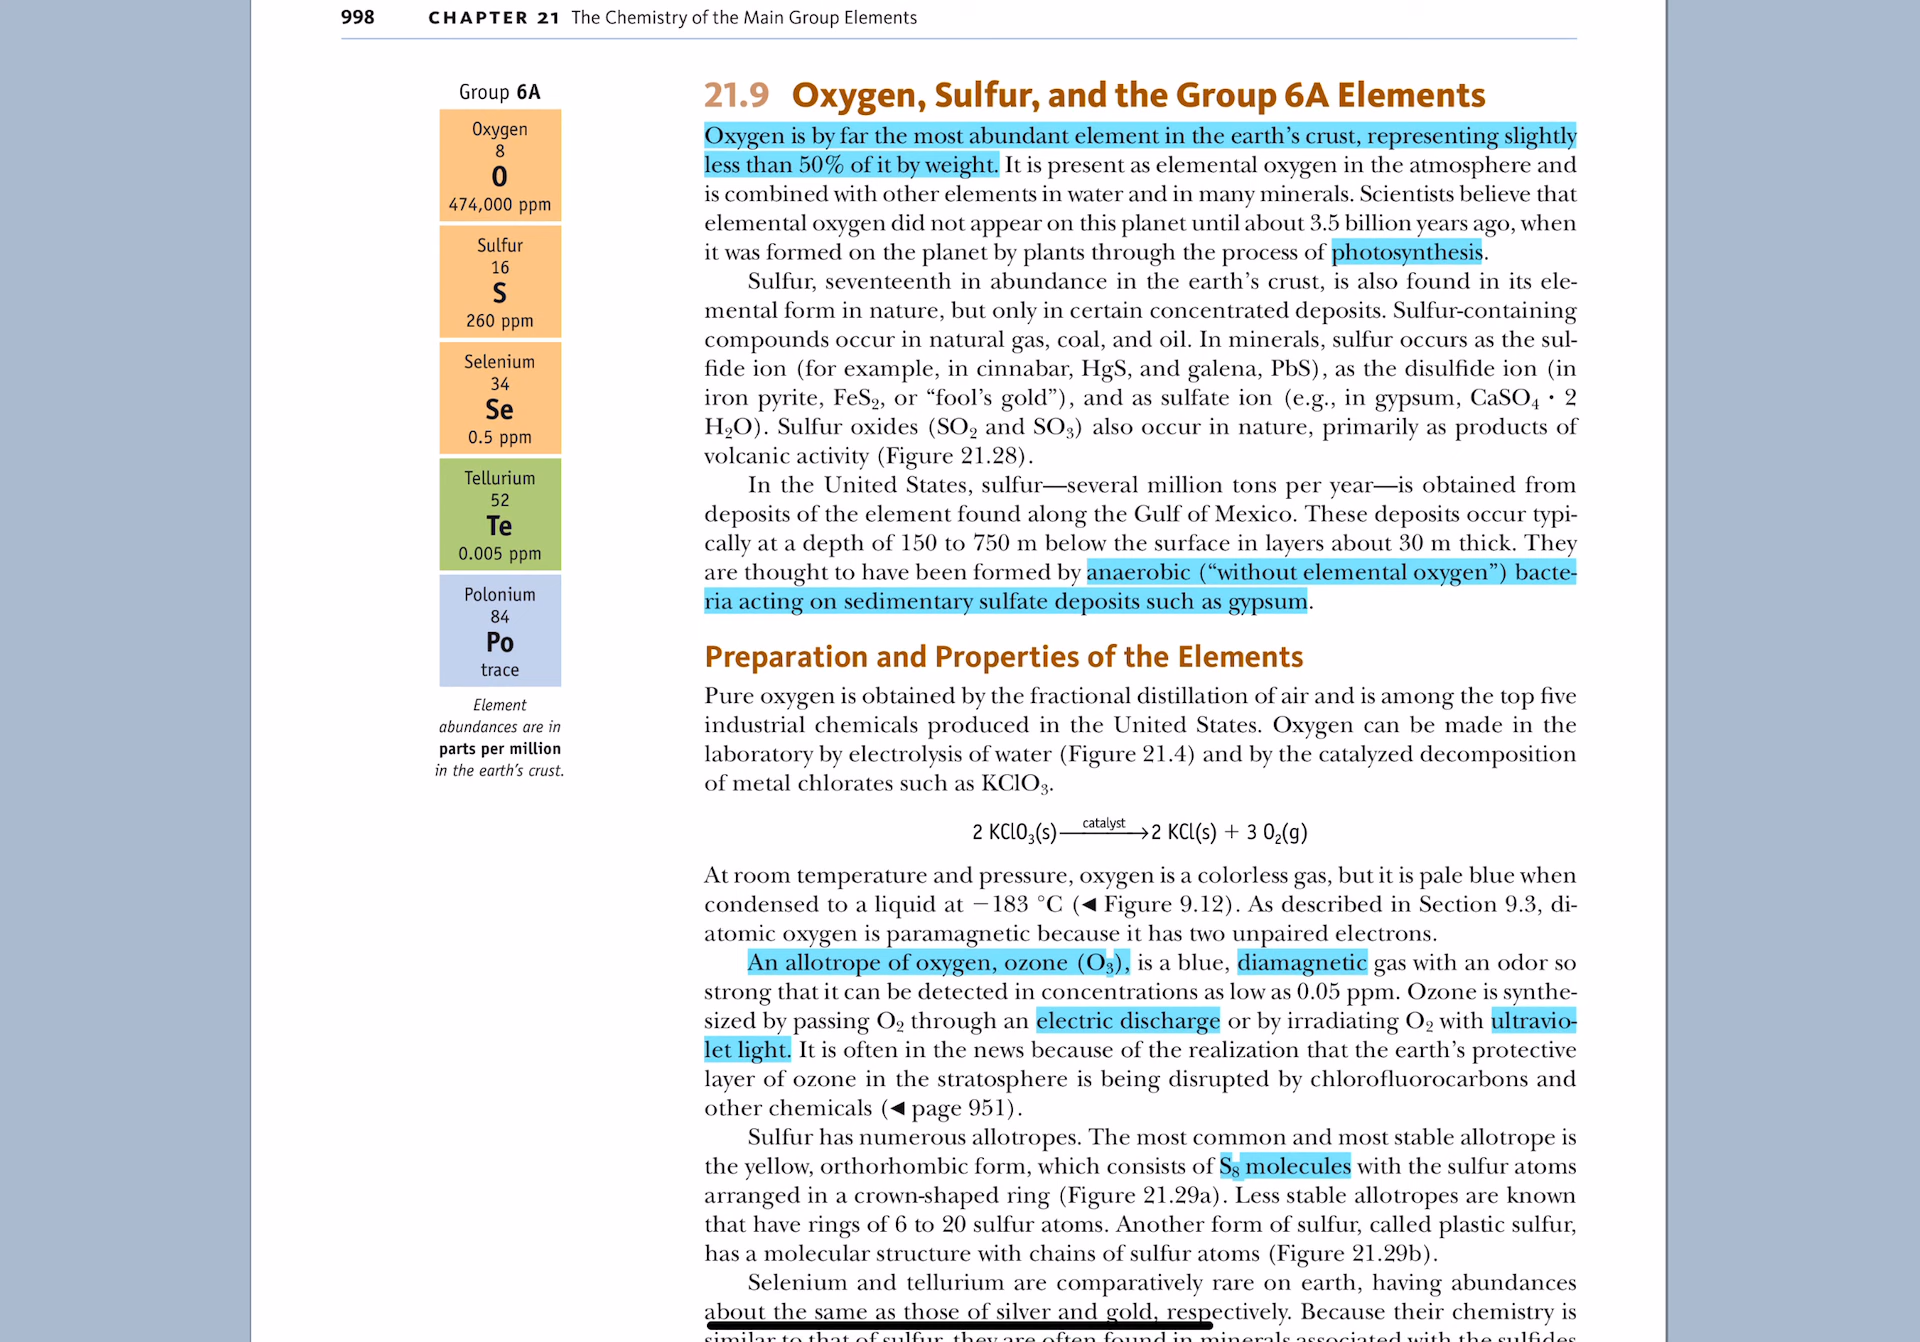 998 CHAPTER 21 The Chemistry of the Main Group Elements
Group 6A
Oxygen
8
O
474,000 ppm
Sulfur
16
S
260 ppm
Selenium
34
Se
0.5 ppm
Tellurium
52
Te
0.005 ppm
Polonium
84
Po
trace
Element
abundances are in
parts per million
in the earth's crust.
21.9 Oxygen, Sulfur, and the Group 6A Elements
Oxygen is by far the most abundant element in the earth's crust, representing slightly
less than 50% of it by weight. It is present as elemental oxygen in the atmosphere and
is combined with other elements in water and in many minerals. Scientists believe that
elemental oxygen did not appear on this planet until about 3.5 billion years ago, when
it was formed on the planet by plants through the process of photosynthesis.
Sulfur, seventeenth in abundance in the earth's crust, is also found in its ele-
mental form in nature, but only in certain concentrated deposits. Sulfur-containing
compounds occur in natural gas, coal, and oil. In minerals, sulfur occurs as the sul-
fide ion (for example, in cinnabar, HgS, and galena, PbS), as the disulfide ion (in
iron pyrite, FeS₂, or “fool's gold”), and as sulfate ion (e.g., in gypsum, CaSO₄ · 2
H₂O). Sulfur oxides (SO₂ and SO₃) also occur in nature, primarily as products of
volcanic activity (Figure 21.28).
In the United States, sulfur—several million tons per year—is obtained from
deposits of the element found along the Gulf of Mexico. These deposits occur typi-
cally at a depth of 150 to 750 m below the surface in layers about 30 m thick. They
are thought to have been formed by anaerobic (“without elemental oxygen”) bacte-
ria acting on sedimentary sulfate deposits such as gypsum.
Preparation and Properties of the Elements
Pure oxygen is obtained by the fractional distillation of air and is among the top five
industrial chemicals produced in the United States. Oxygen can be made in the
laboratory by electrolysis of water (Figure 21.4) and by the catalyzed decomposition
of metal chlorates such as KClO₃.
2 KClO₃(s) —catalyst→ 2 KCl(s) + 3 O₂(g)
At room temperature and pressure, oxygen is a colorless gas, but it is pale blue when
condensed to a liquid at −183 °C (◄ Figure 9.12). As described in Section 9.3, di-
atomic oxygen is paramagnetic because it has two unpaired electrons.
An allotrope of oxygen, ozone (O₃), is a blue, diamagnetic gas with an odor so
strong that it can be detected in concentrations as low as 0.05 ppm. Ozone is synthe-
sized by passing O₂ through an electric discharge or by irradiating O₂ with ultravio-
let light. It is often in the news because of the realization that the earth's protective
layer of ozone in the stratosphere is being disrupted by chlorofluorocarbons and
other chemicals (◄ page 951).
Sulfur has numerous allotropes. The most common and most stable allotrope is
the yellow, orthorhombic form, which consists of S₈ molecules with the sulfur atoms
arranged in a crown-shaped ring (Figure 21.29a). Less stable allotropes are known
that have rings of 6 to 20 sulfur atoms. Another form of sulfur, called plastic sulfur,
has a molecular structure with chains of sulfur atoms (Figure 21.29b).
Selenium and tellurium are comparatively rare on earth, having abundances
about the same as those of silver and gold, respectively. Because their chemistry is
similar to that of sulfur, they are often found in minerals associated with the sulfides